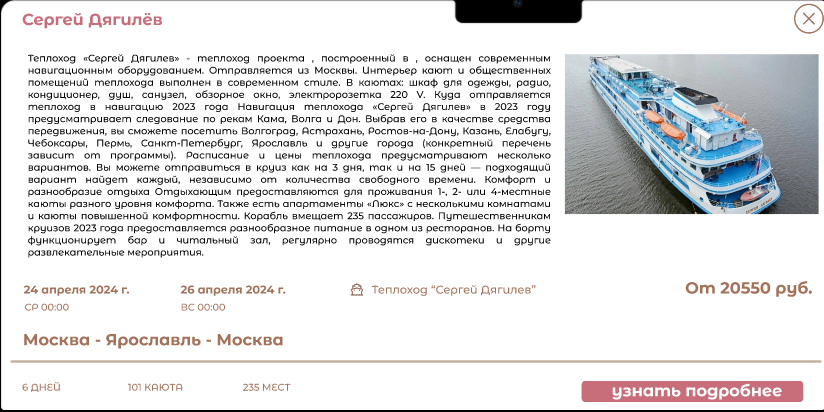 Сергей Дягилёв
Теплоход «Сергей Дягилев» - теплоход проекта , построенный в , оснащен современным
навигационным оборудованием. Отправляется из Москвы. Интерьер кают и общественных
помещений теплохода выполнен в современном стиле. В каютах: шкаф для одежды, радио,
кондиционер, душ, санузел, обзорное окно, электророзетка 220 V. Куда отправляется
теплоход в навигацию 2023 года Навигация теплохода «Сергей Дягилев» в 2023 году
предусматривает следование по рекам Кама, Волга и Дон. Выбрав его в качестве средства
передвижения, вы сможете посетить Волгоград, Астрахань, Ростов-на-Дону, Казань, Елабугу,
Чебоксары, Пермь, Санкт-Петербург, Ярославль и другие города (конкретный перечень
зависит от программы). Расписание и цены теплохода предусматривают несколько
вариантов. Вы можете отправиться в круиз как на 3 дня, так и на 15 дней — подходящий
вариант найдет каждый, независимо от количества свободного времени. Комфорт и
разнообразие отдыха Отдыхающим предоставляются для проживания 1-, 2- или 4-местные
каюты разного уровня комфорта. Также есть апартаменты «Люкс» с несколькими комнатами
и каюты повышенной комфортности. Корабль вмещает 235 пассажиров. Путешественникам
круизов 2023 года предоставляется разнообразное питание в одном из ресторанов. На борту
функционирует бар и читальный зал, регулярно проводятся дискотеки и другие
развлекательные мероприятия.
24 апреля 2024 г.
СР 00:00
26 апреля 2024 г.
ВС 00:00
Теплоход "Сергей Дягилев"
От 20550 руб.
Москва - Ярославль - Москва
6 ДНЕЙ
101 КАЮТА
235 МЕСТ
узнать подробнее